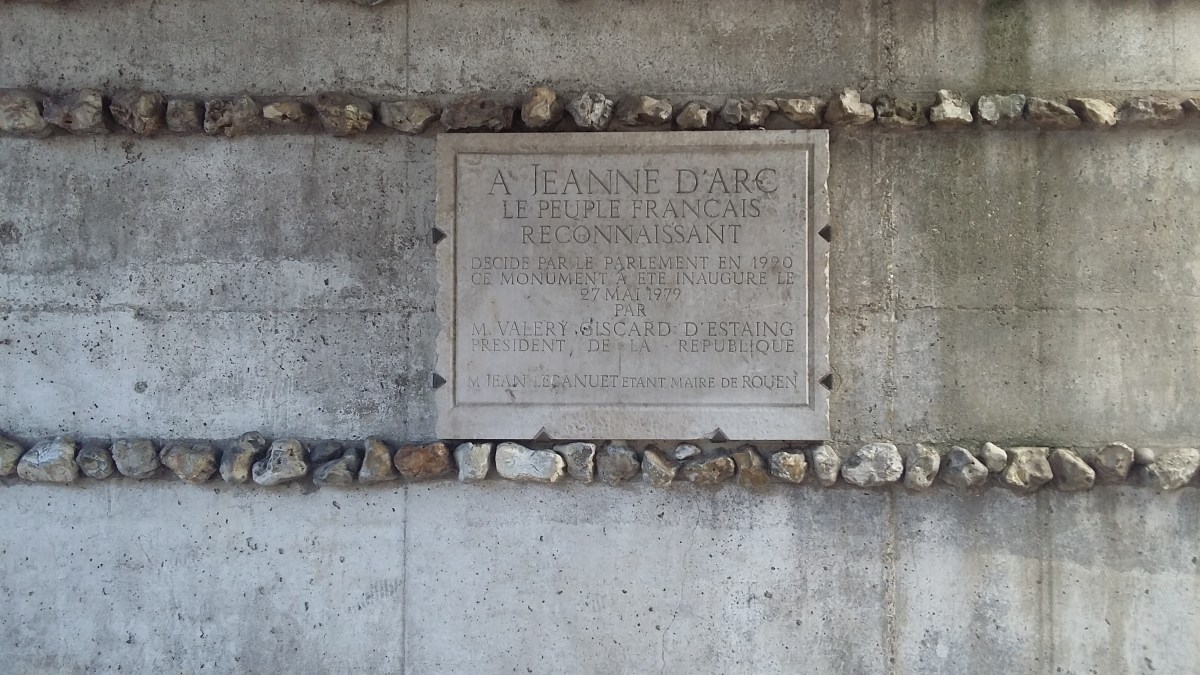 A JEANNE D'ARC
LE PEUPLE FRANCAIS
RECONNAISSANT
DECIDE PAR LE PARLEMENT EN 1920
CE MONUMENT A ETE INAUGURE LE
27 MAI 1979
PAR
M. VALERY GISCARD D'ESTAING
PRESIDENT DE LA REPUBLIQUE
M. JEAN LECANUET ETANT MAIRE DE ROUEN